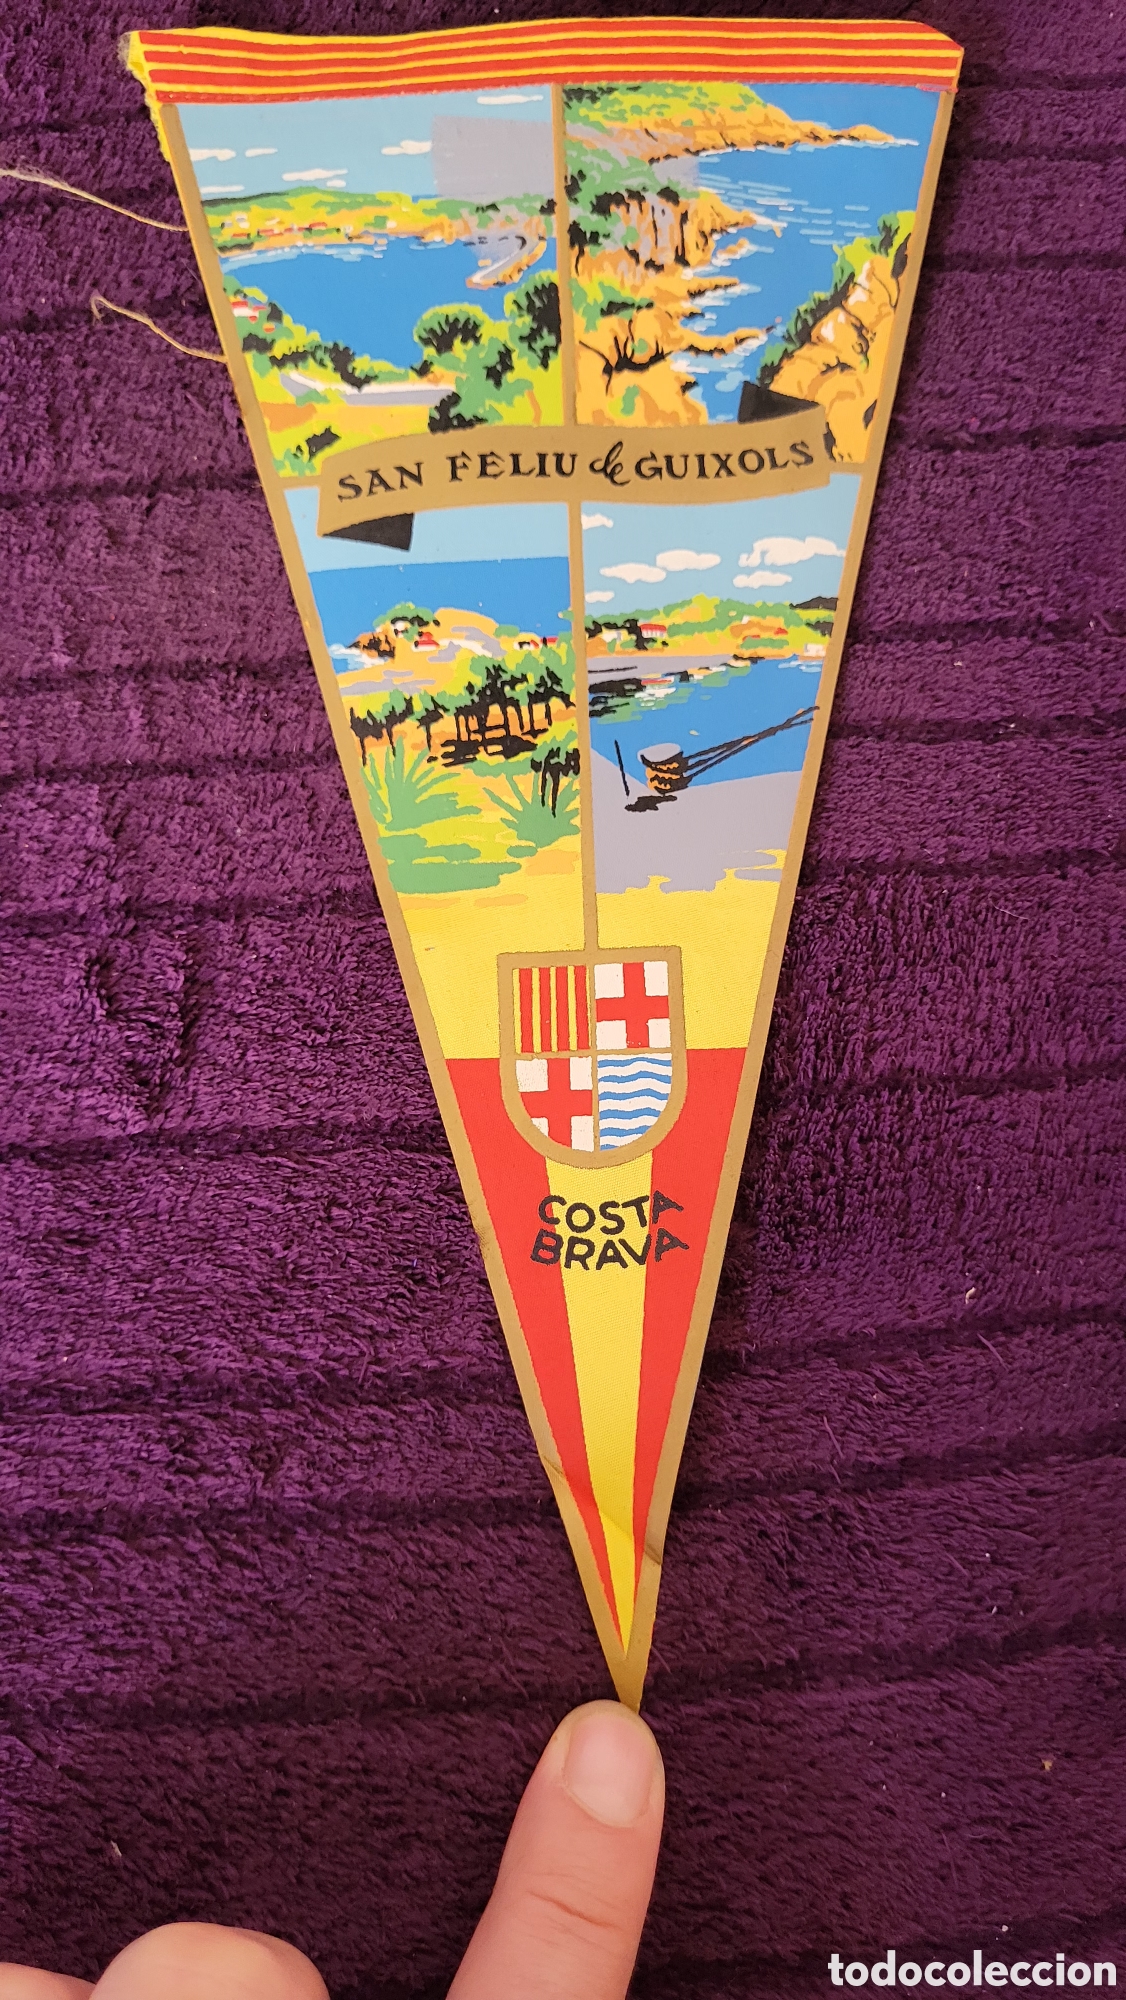 SAN FELIU de GUIXOLS
COSTA
BRAVA
todocoleccion